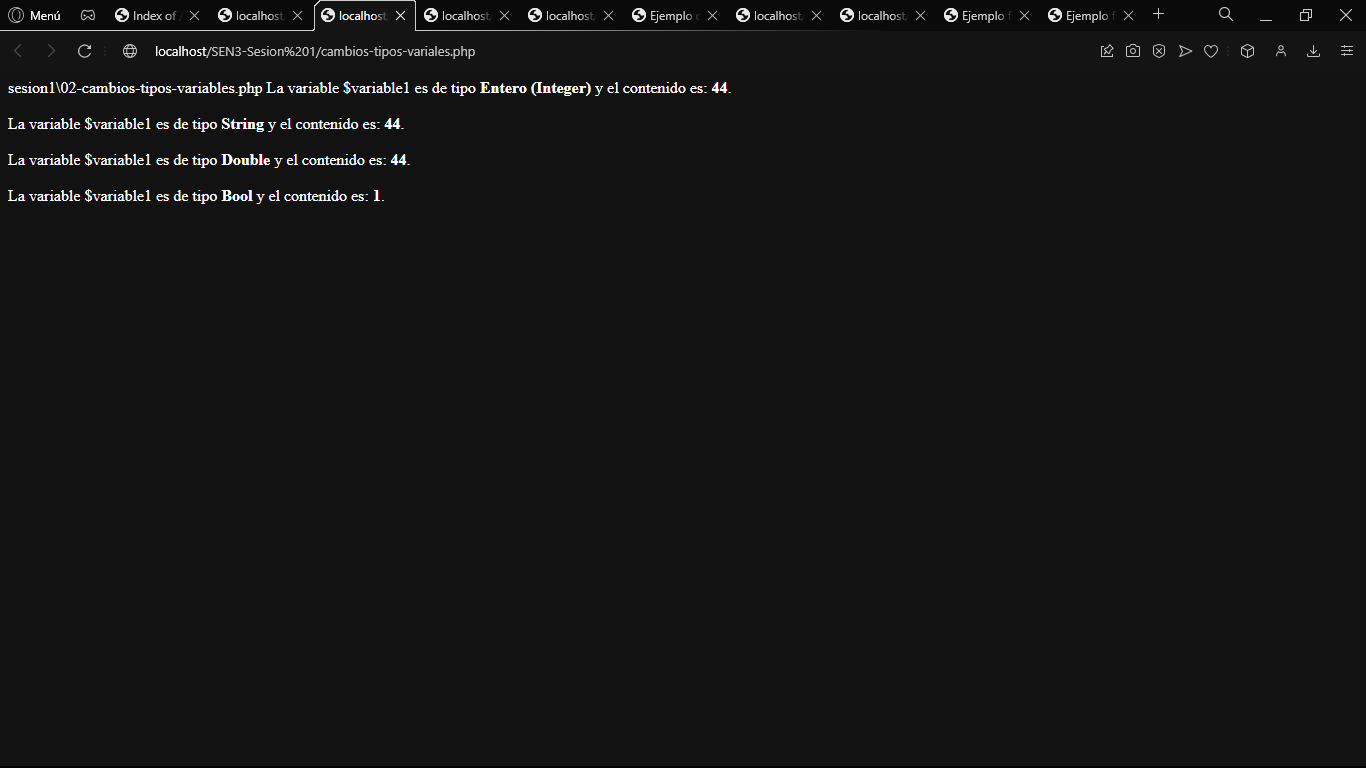 Menú
Index of
localhost
localhost
localhost
localhost
Ejemplo
localhost
localhost
Ejemplo f
Ejemplo f
localhost/SEN3-Sesion%201/cambios-tipos-variales.php
sesion1\02-cambios-tipos-variables.php La variable $variable1 es de tipo Entero (Integer) y el contenido es: 44.
La variable $variable1 es de tipo String y el contenido es: 44.
La variable $variable1 es de tipo Double y el contenido es: 44.
La variable $variable1 es de tipo Bool y el contenido es: 1.